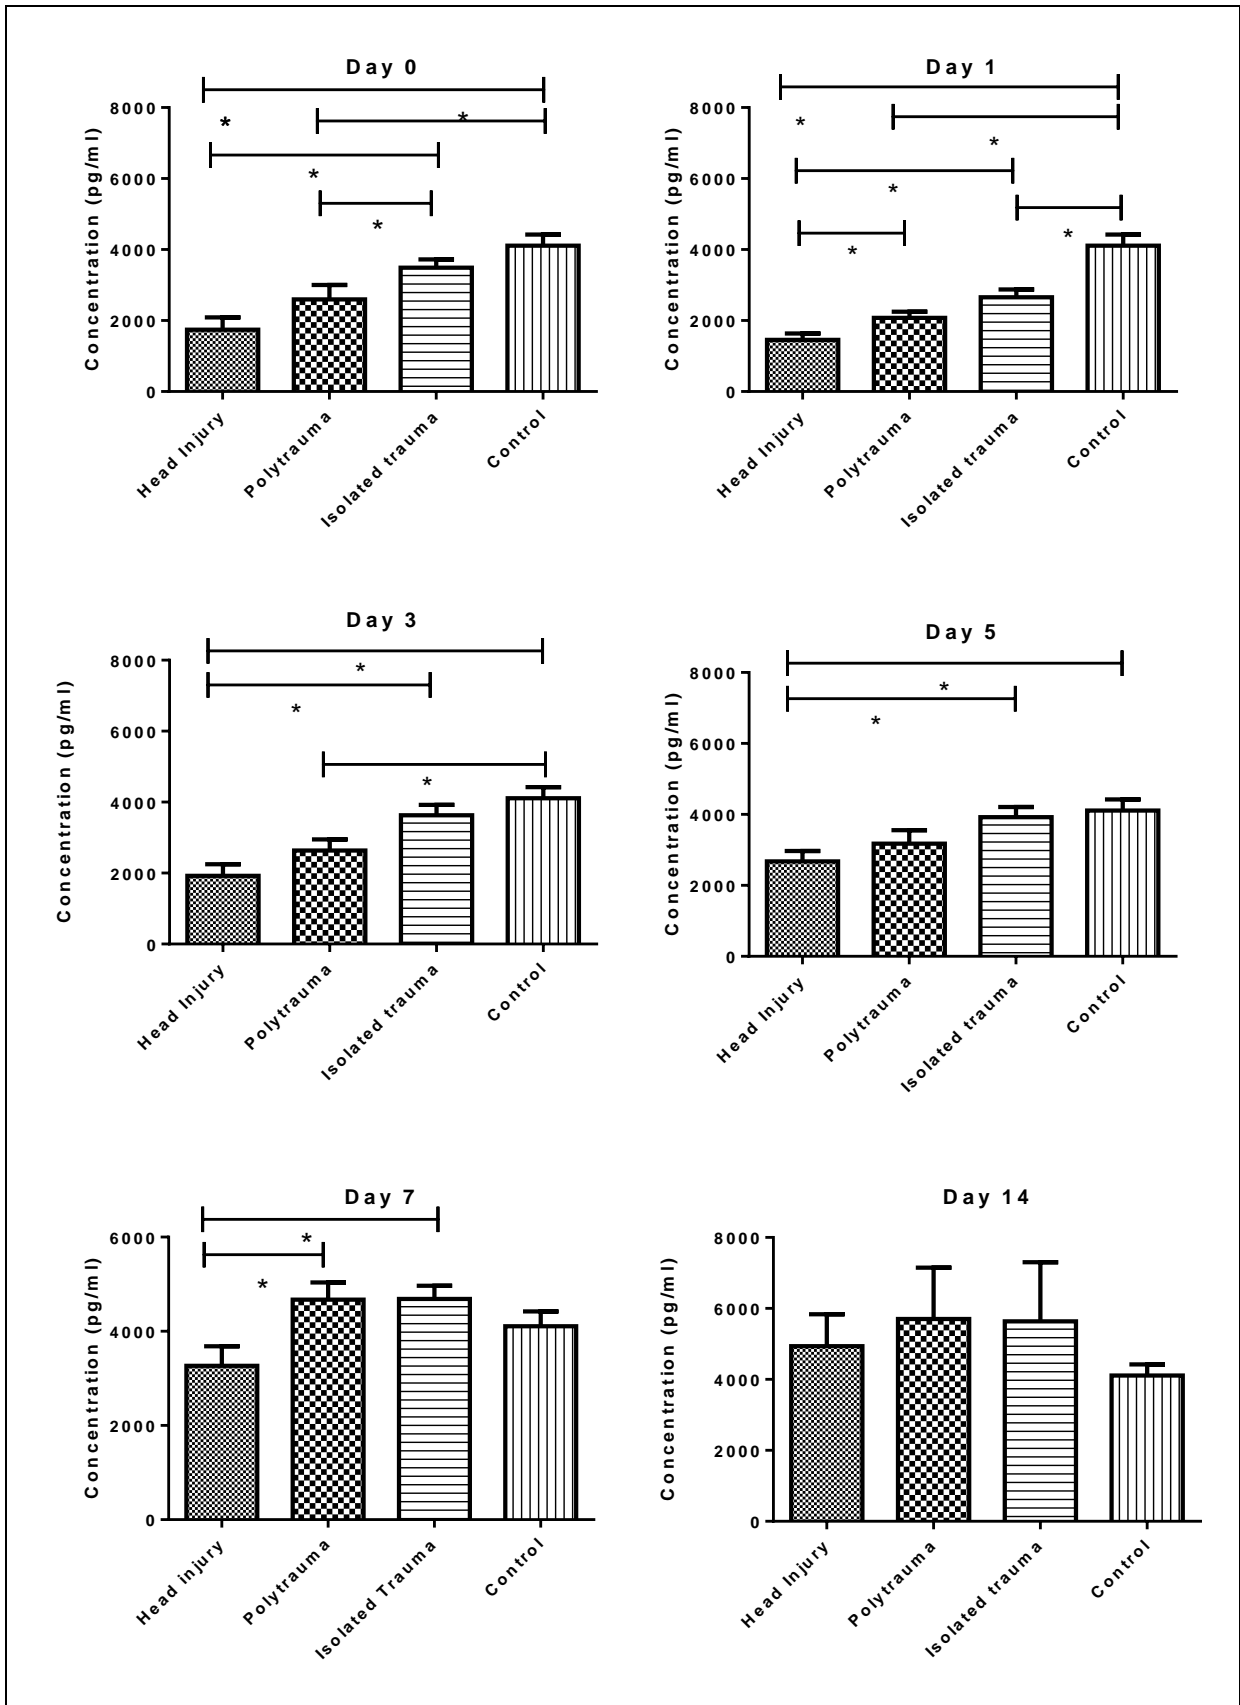 Day 0
Concentration (pg/ml)
8000
6000
4000
2000
0
*
*
*
*
Head Injury
Polytrauma
Isolated trauma
Control
Day 1
Concentration (pg/ml)
8000
6000
4000
2000
0
*
*
*
*
*
Head Injury
Polytrauma
Isolated trauma
Control
Day 3
Concentration (pg/ml)
8000
6000
4000
2000
0
*
*
*
Head Injury
Polytrauma
Isolated trauma
Control
Day 5
Concentration (pg/ml)
8000
6000
4000
2000
0
*
*
Head Injury
Polytrauma
Isolated trauma
Control
Day 7
Concentration (pg/ml)
6000
4000
2000
0
*
*
Head injury
Polytrauma
Isolated Trauma
Control
Day 14
Concentration (pg/ml)
8000
6000
4000
2000
0
Head Injury
Polytrauma
Isolated trauma
Control